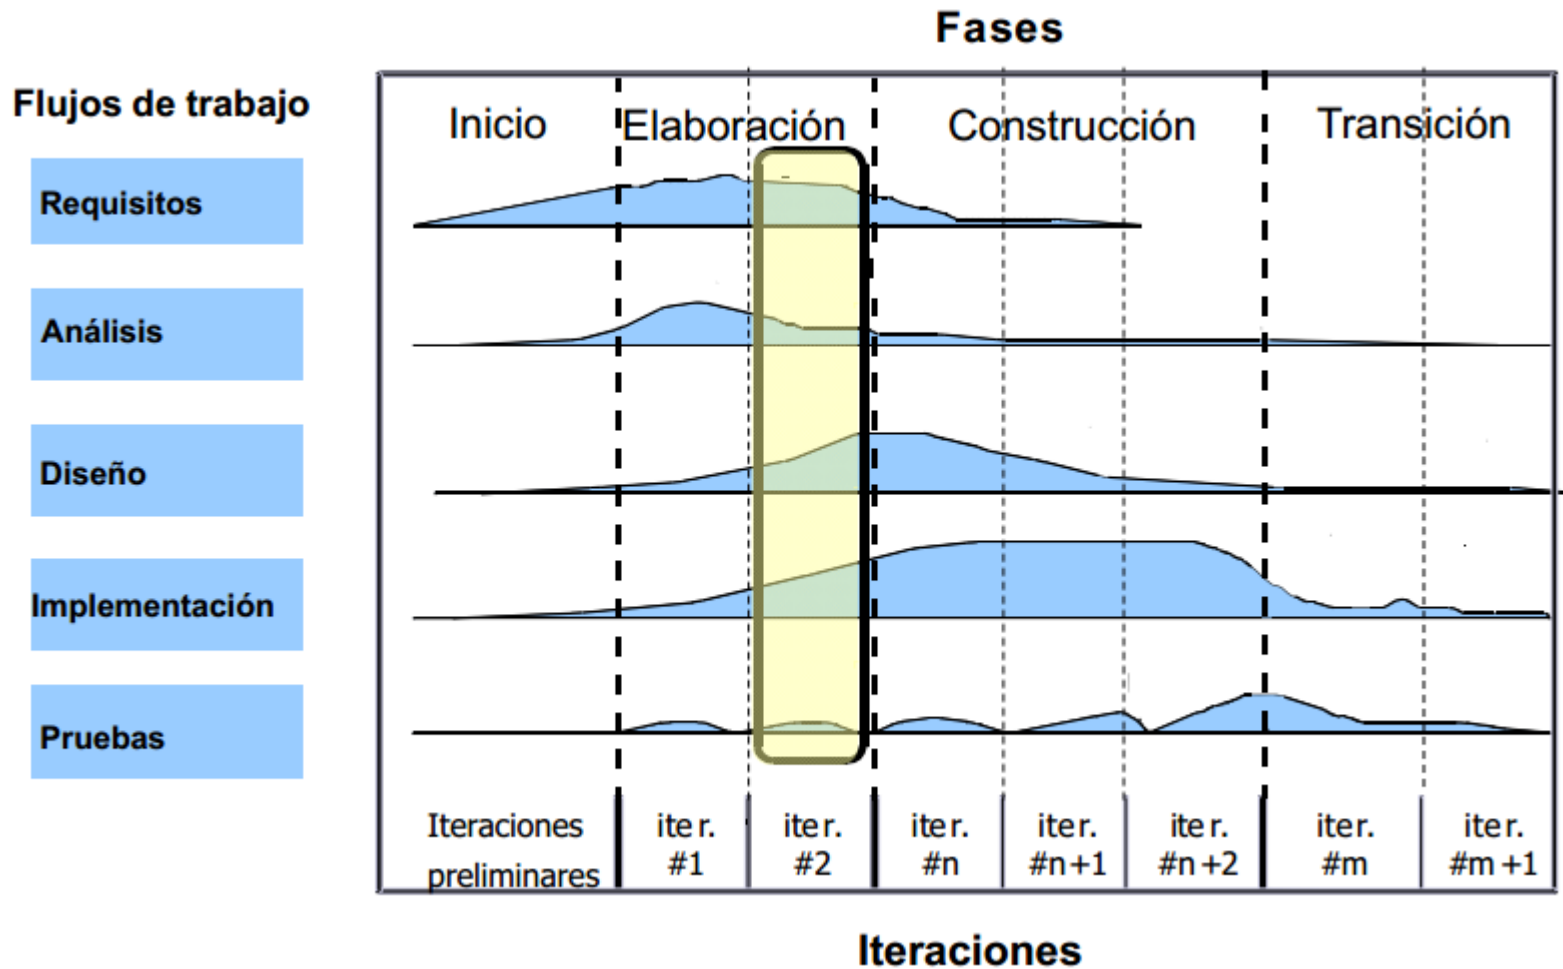 Fases
Flujos de trabajo
Inicio
Elaboración
Construcción
Transición
Requisitos
Análisis
Diseño
Implementación
Pruebas
Iteraciones
preliminares
iter.
#1
iter.
#2
iter.
#n
iter.
#n+1
iter.
#n+2
iter.
#m
iter.
#m+1
Iteraciones